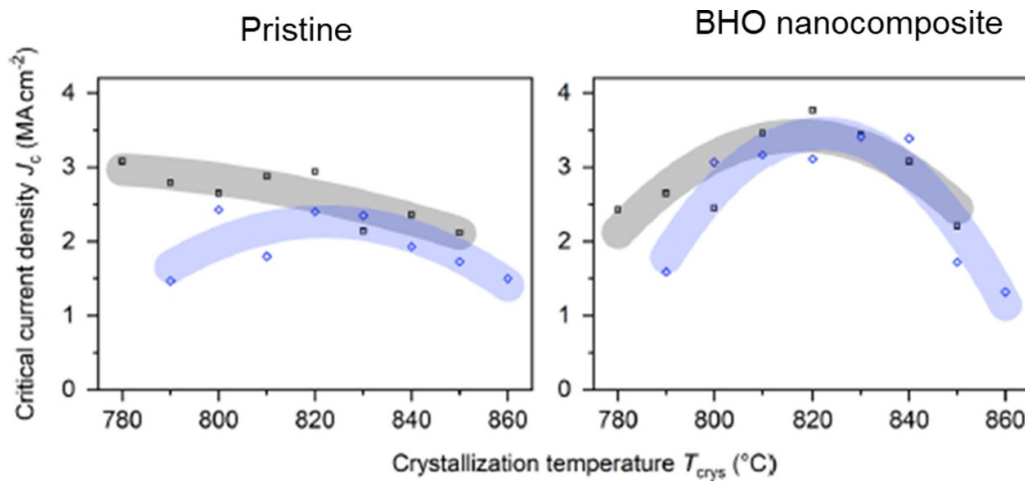 Pristine
BHO nanocomposite
Critical current density Jc (MA cm-2)
4
3
2
1
0
780 800 820 840 860
4
3
2
1
0
780 800 820 840 860
Crystallization temperature Tcrys (°C)